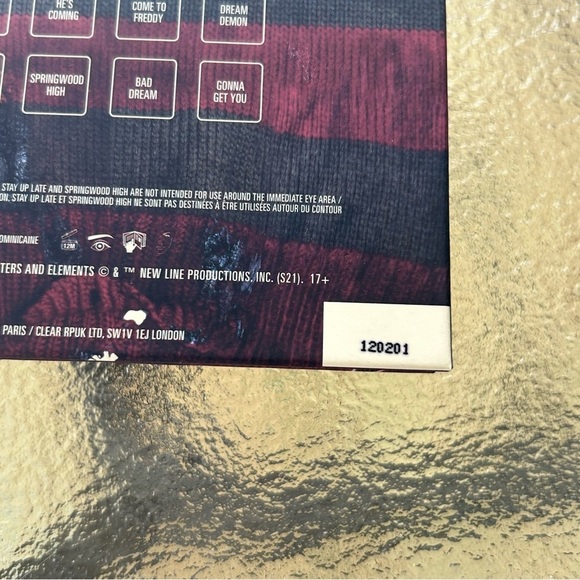 HE'S
COMING
COME TO
FREDDY
DREAM
DEMON
SPRINGWOOD
HIGH
BAD
DREAM
GONNA
GET YOU
STAY UP LATE AND SPRINGWOOD HIGH ARE NOT INTENDED FOR USE AROUND THE IMMEDIATE EYE AREA /
ON. STAY UP LATE ET SPRINGWOOD HIGH NE SONT PAS DESTINÉES À ÊTRE UTILISÉES AUTOUR DU CONTOUR
OMINICAINE
12M
TERS AND ELEMENTS © & ™ NEW LINE PRODUCTIONS, INC. (S21). 17+
PARIS / CLEAR RPUK LTD, SW1V 1EJ LONDON
120201